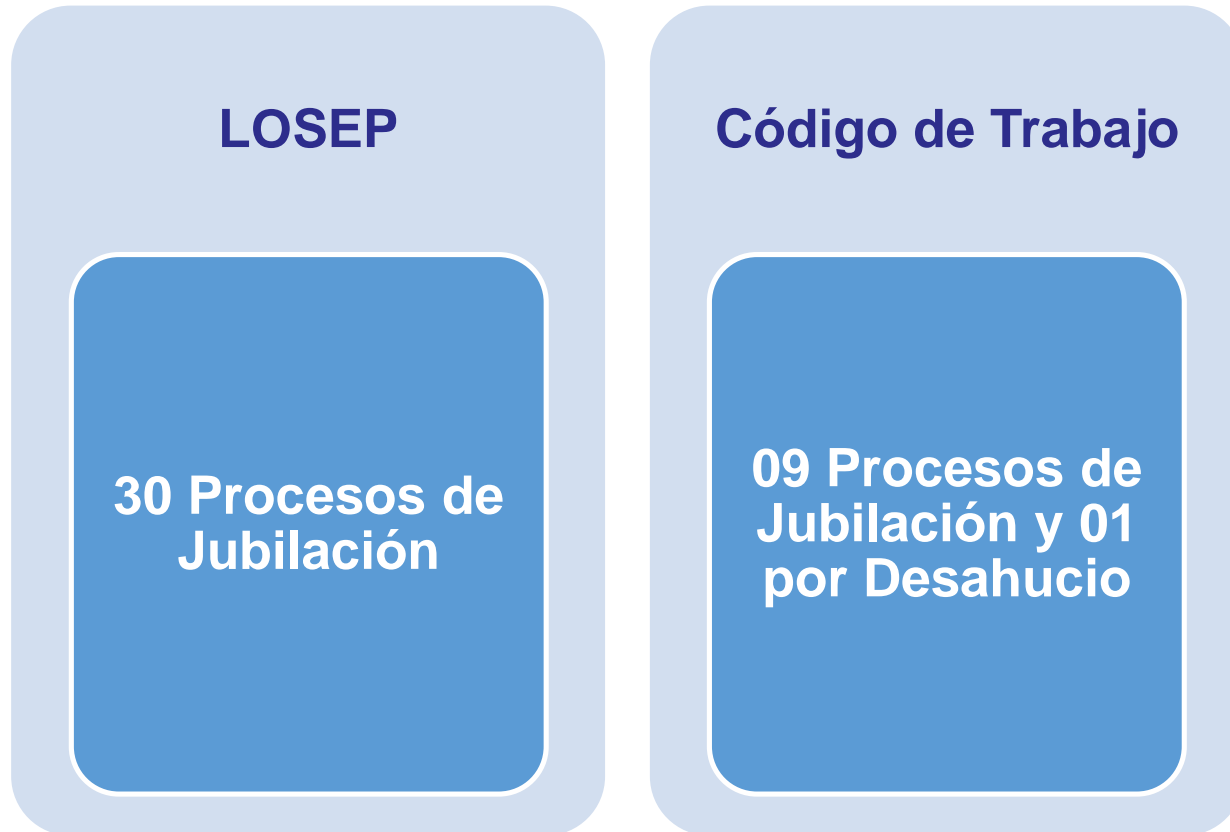 LOSEP
30 Procesos de
Jubilación
Código de Trabajo
09 Procesos de
Jubilación y 01
por Desahucio